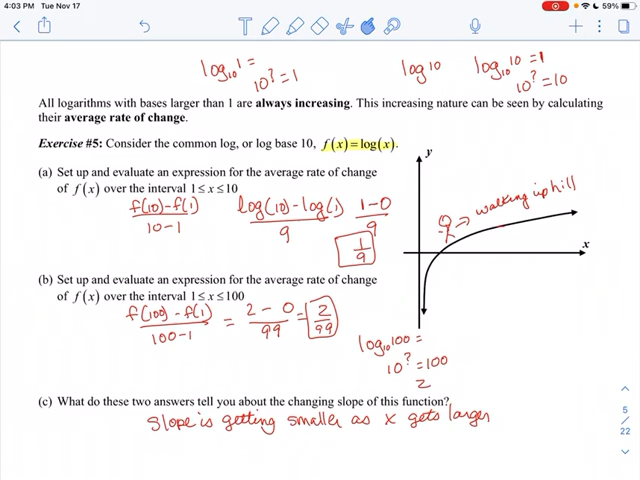 4:03 PM Tue Nov 17
59%
log₁₀1 =
10^? = 1
log10
log₁₀10 = 1
10^? = 10
All logarithms with bases larger than 1 are always increasing. This increasing nature can be seen by calculating
their average rate of change.
Exercise #5: Consider the common log, or log base 10, f(x)=log(x).
(a) Set up and evaluate an expression for the average rate of change
of f(x) over the interval 1≤x≤10
f(10)-f(1)/10-1 log(10)-log(1)/9 1-0/9
1/9
y
x
→ walking uphill
(b) Set up and evaluate an expression for the average rate of change
of f(x) over the interval 1≤x≤100
f(100)-f(1)/100-1 = 2-0/99 = 2/99
log₁₀100 =
10^? = 100
2
(c) What do these two answers tell you about the changing slope of this function?
Slope is getting smaller as x gets larger
5
/
22